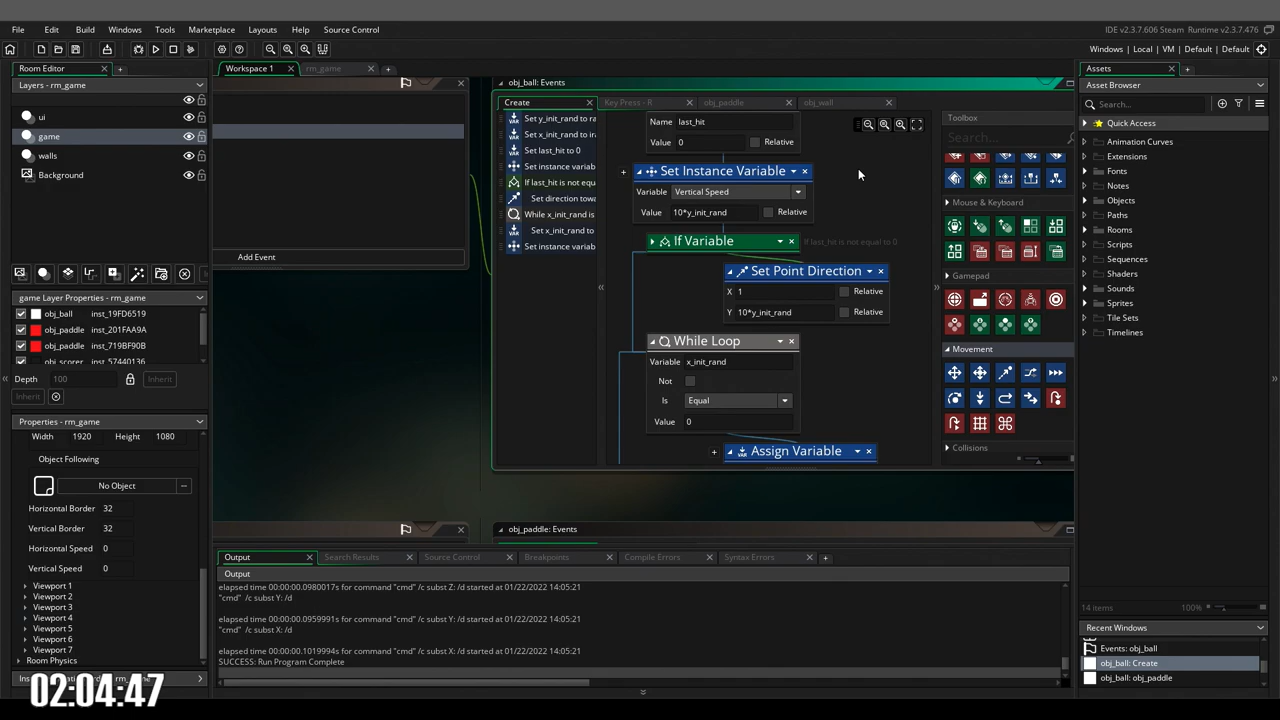 File Edit Build Windows Tools Marketplace Layouts Help Source Control
IDE v2.3.7.606 Steam Runtime v2.3.7.476
Windows | Local | VM | Default | Default
Room Editor
Layers - rm_game
ui
game
walls
Background
game Layer Properties - rm_game
obj_ball inst_19FD6519
obj_paddle inst_201FAA9A
obj_paddle inst_719BF90B
obj_scorer inst_57440136
Depth 100 Inherit
Inherit
Properties - rm_game
Width 1920 Height 1080
Object Following
No Object
Horizontal Border 32
Vertical Border 32
Horizontal Speed 0
Vertical Speed 0
Viewport 1
Viewport 2
Viewport 3
Viewport 4
Viewport 5
Viewport 6
Viewport 7
Room Physics
02:04:47
Workspace 1 rm_game
Add Event
obj_ball: Events
Create Key Press - R obj_paddle obj_wall
Set y_init_rand to ra
Set x_init_rand to ira
Set last_hit to 0
Set instance variab
If last_hit is not equ
Set direction towa
While x_init_rand is
Set x_init_rand to
Set instance variab
Name last_hit
Value 0 Relative
Set Instance Variable
Variable Vertical Speed
Value 10*y_init_rand Relative
If Variable If last_hit is not equal to 0
Set Point Direction
X 1 Relative
Y 10*y_init_rand Relative
While Loop
Variable x_init_rand
Not
Is Equal
Value 0
Assign Variable
Toolbox
Search...
Mouse & Keyboard
Gamepad
Movement
Collisions
obj_paddle: Events
Output Search Results Source Control Breakpoints Compile Errors Syntax Errors
Output
elapsed time 00:00:00.0980017s for command "cmd" /c subst Z: /d started at 01/22/2022 14:05:21
"cmd" /c subst Y: /d
elapsed time 00:00:00.0959991s for command "cmd" /c subst Y: /d started at 01/22/2022 14:05:21
"cmd" /c subst X: /d
elapsed time 00:00:00.1019994s for command "cmd" /c subst X: /d started at 01/22/2022 14:05:21
SUCCESS: Run Program Complete
Assets
Asset Browser
Search...
Quick Access
Animation Curves
Extensions
Fonts
Notes
Objects
Paths
Rooms
Scripts
Sequences
Shaders
Sounds
Sprites
Tile Sets
Timelines
14 items 100%
Recent Windows
Events: obj_ball
obj_ball: Create
obj_ball: obj_paddle